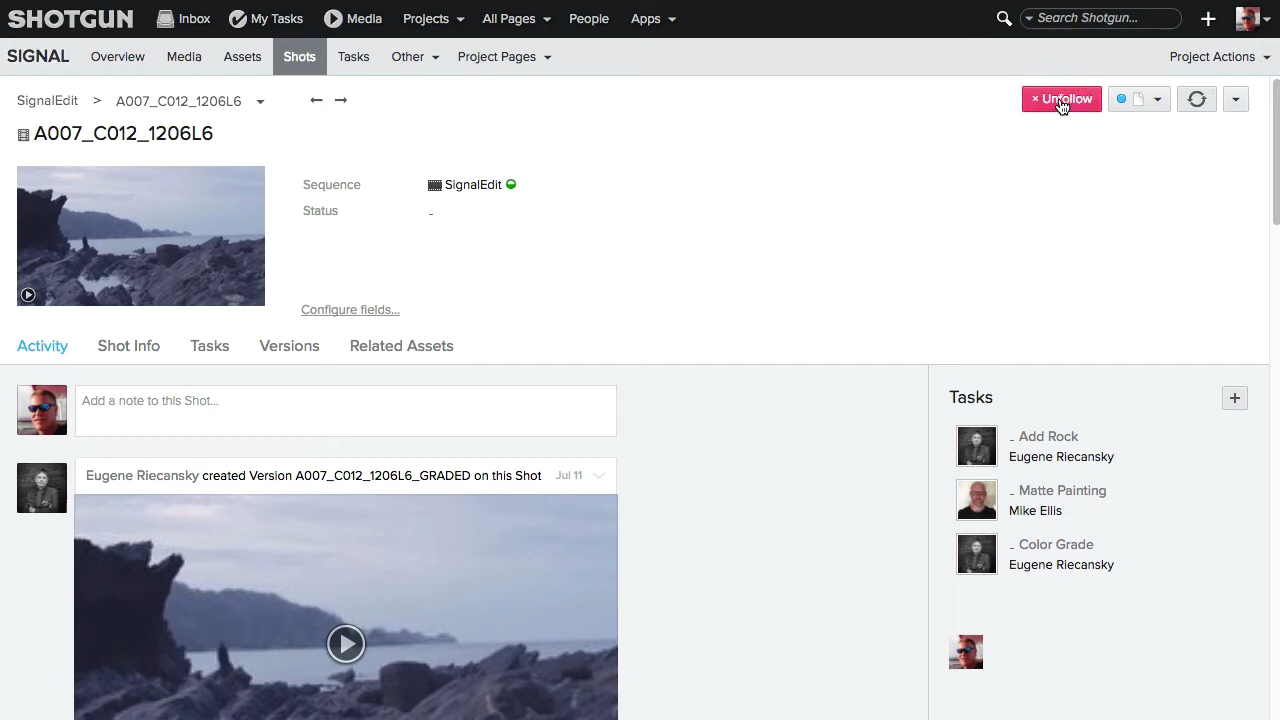 SHOTGUN Inbox My Tasks Media Projects All Pages People Apps Search Shotgun...
SIGNAL Overview Media Assets Shots Tasks Other Project Pages Project Actions
SignalEdit > A007_C012_1206L6 × Unfollow
A007_C012_1206L6
Sequence SignalEdit
Status -
Configure fields...
Activity Shot Info Tasks Versions Related Assets
Add a note to this Shot...
Tasks
Eugene Riecansky created Version A007_C012_1206L6_GRADED on this Shot Jul 11
- Add Rock
Eugene Riecansky
- Matte Painting
Mike Ellis
- Color Grade
Eugene Riecansky